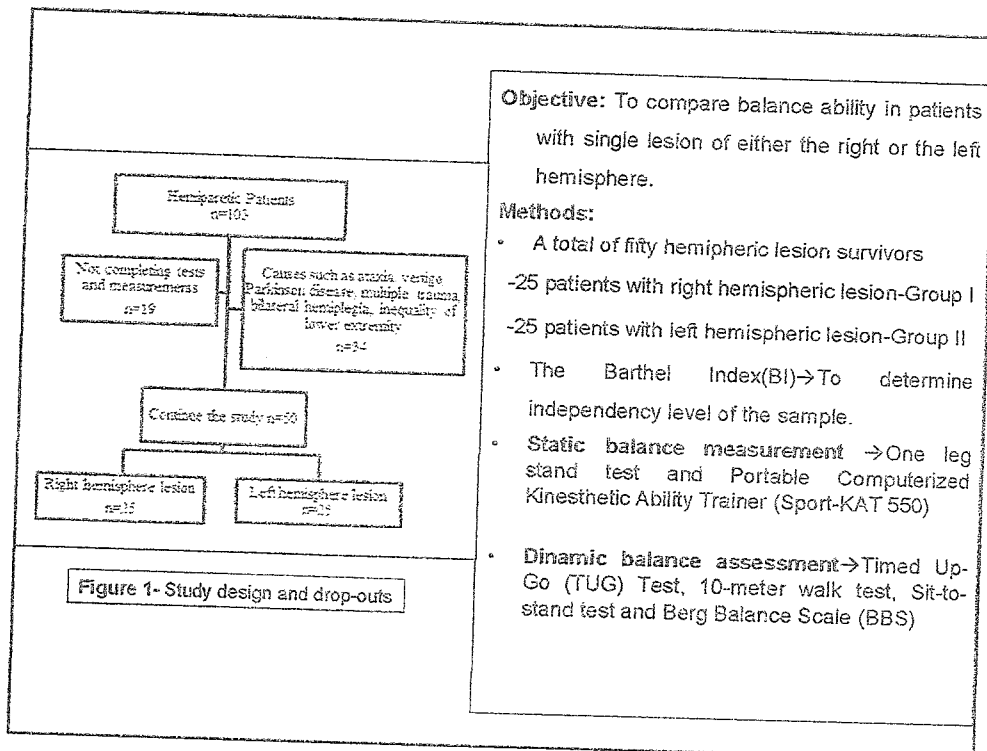 Hemiparetic Patients
n=103
Not completing tests
and measurements
n=19
Causes such as ataxia, vertigo
Parkinson disease, multiple trauma,
bilateral hemiplegia, inequality of
lower extremity
n=34
Continue the study n=50
Right hemisphere lesion
n=25
Left hemisphere lesion
n=25
Figure 1- Study design and drop-outs
Objective: To compare balance ability in patients
with single lesion of either the right or the left
hemisphere.
Methods:
• A total of fifty hemipheric lesion survivors
-25 patients with right hemispheric lesion-Group I
-25 patients with left hemispheric lesion-Group II
• The Barthel Index(BI)→To determine
independency level of the sample.
• Static balance measurement →One leg
stand test and Portable Computerized
Kinesthetic Ability Trainer (Sport-KAT 550)
• Dinamic balance assessment→Timed Up-
Go (TUG) Test, 10-meter walk test, Sit-to-
stand test and Berg Balance Scale (BBS)